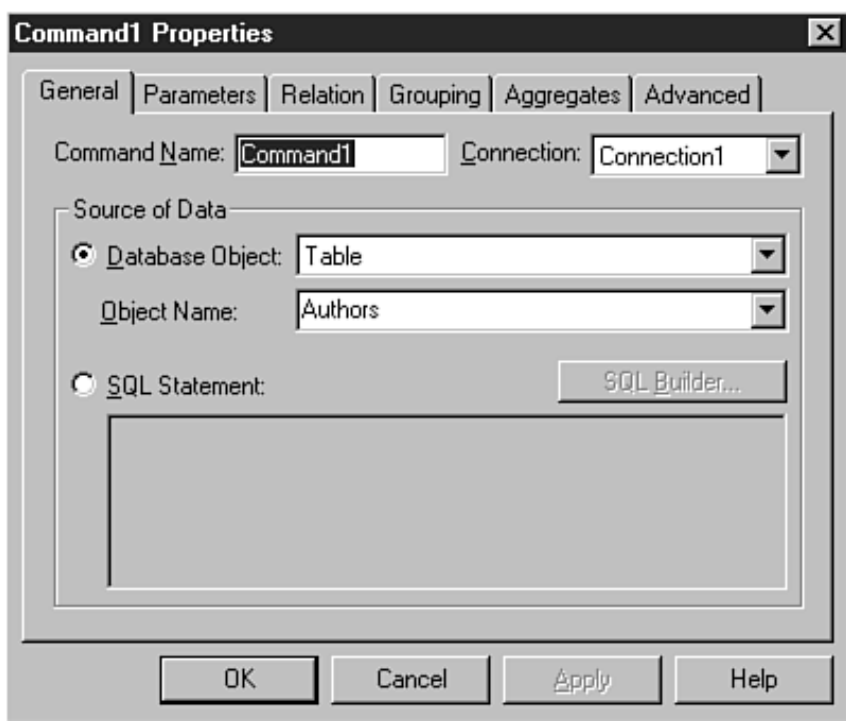 Command1 Properties
General Parameters Relation Grouping Aggregates Advanced
Command Name: Command1 Connection: Connection1
Source of Data
Database Object: Table
Object Name: Authors
SQL Statement: SQL Builder...
OK Cancel Apply Help